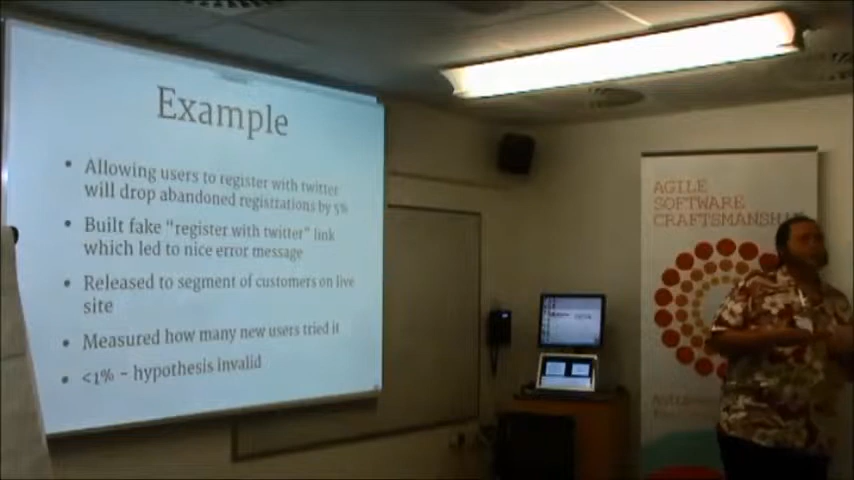 Example
• Allowing users to register with twitter
will drop abandoned registrations by 5%
• Built fake “register with twitter” link
which led to nice error message
• Released to segment of customers on live
site
• Measured how many new users tried it
• <1% – hypothesis invalid
AGILE
SOFTWARE
CRAFTSMANSHIP